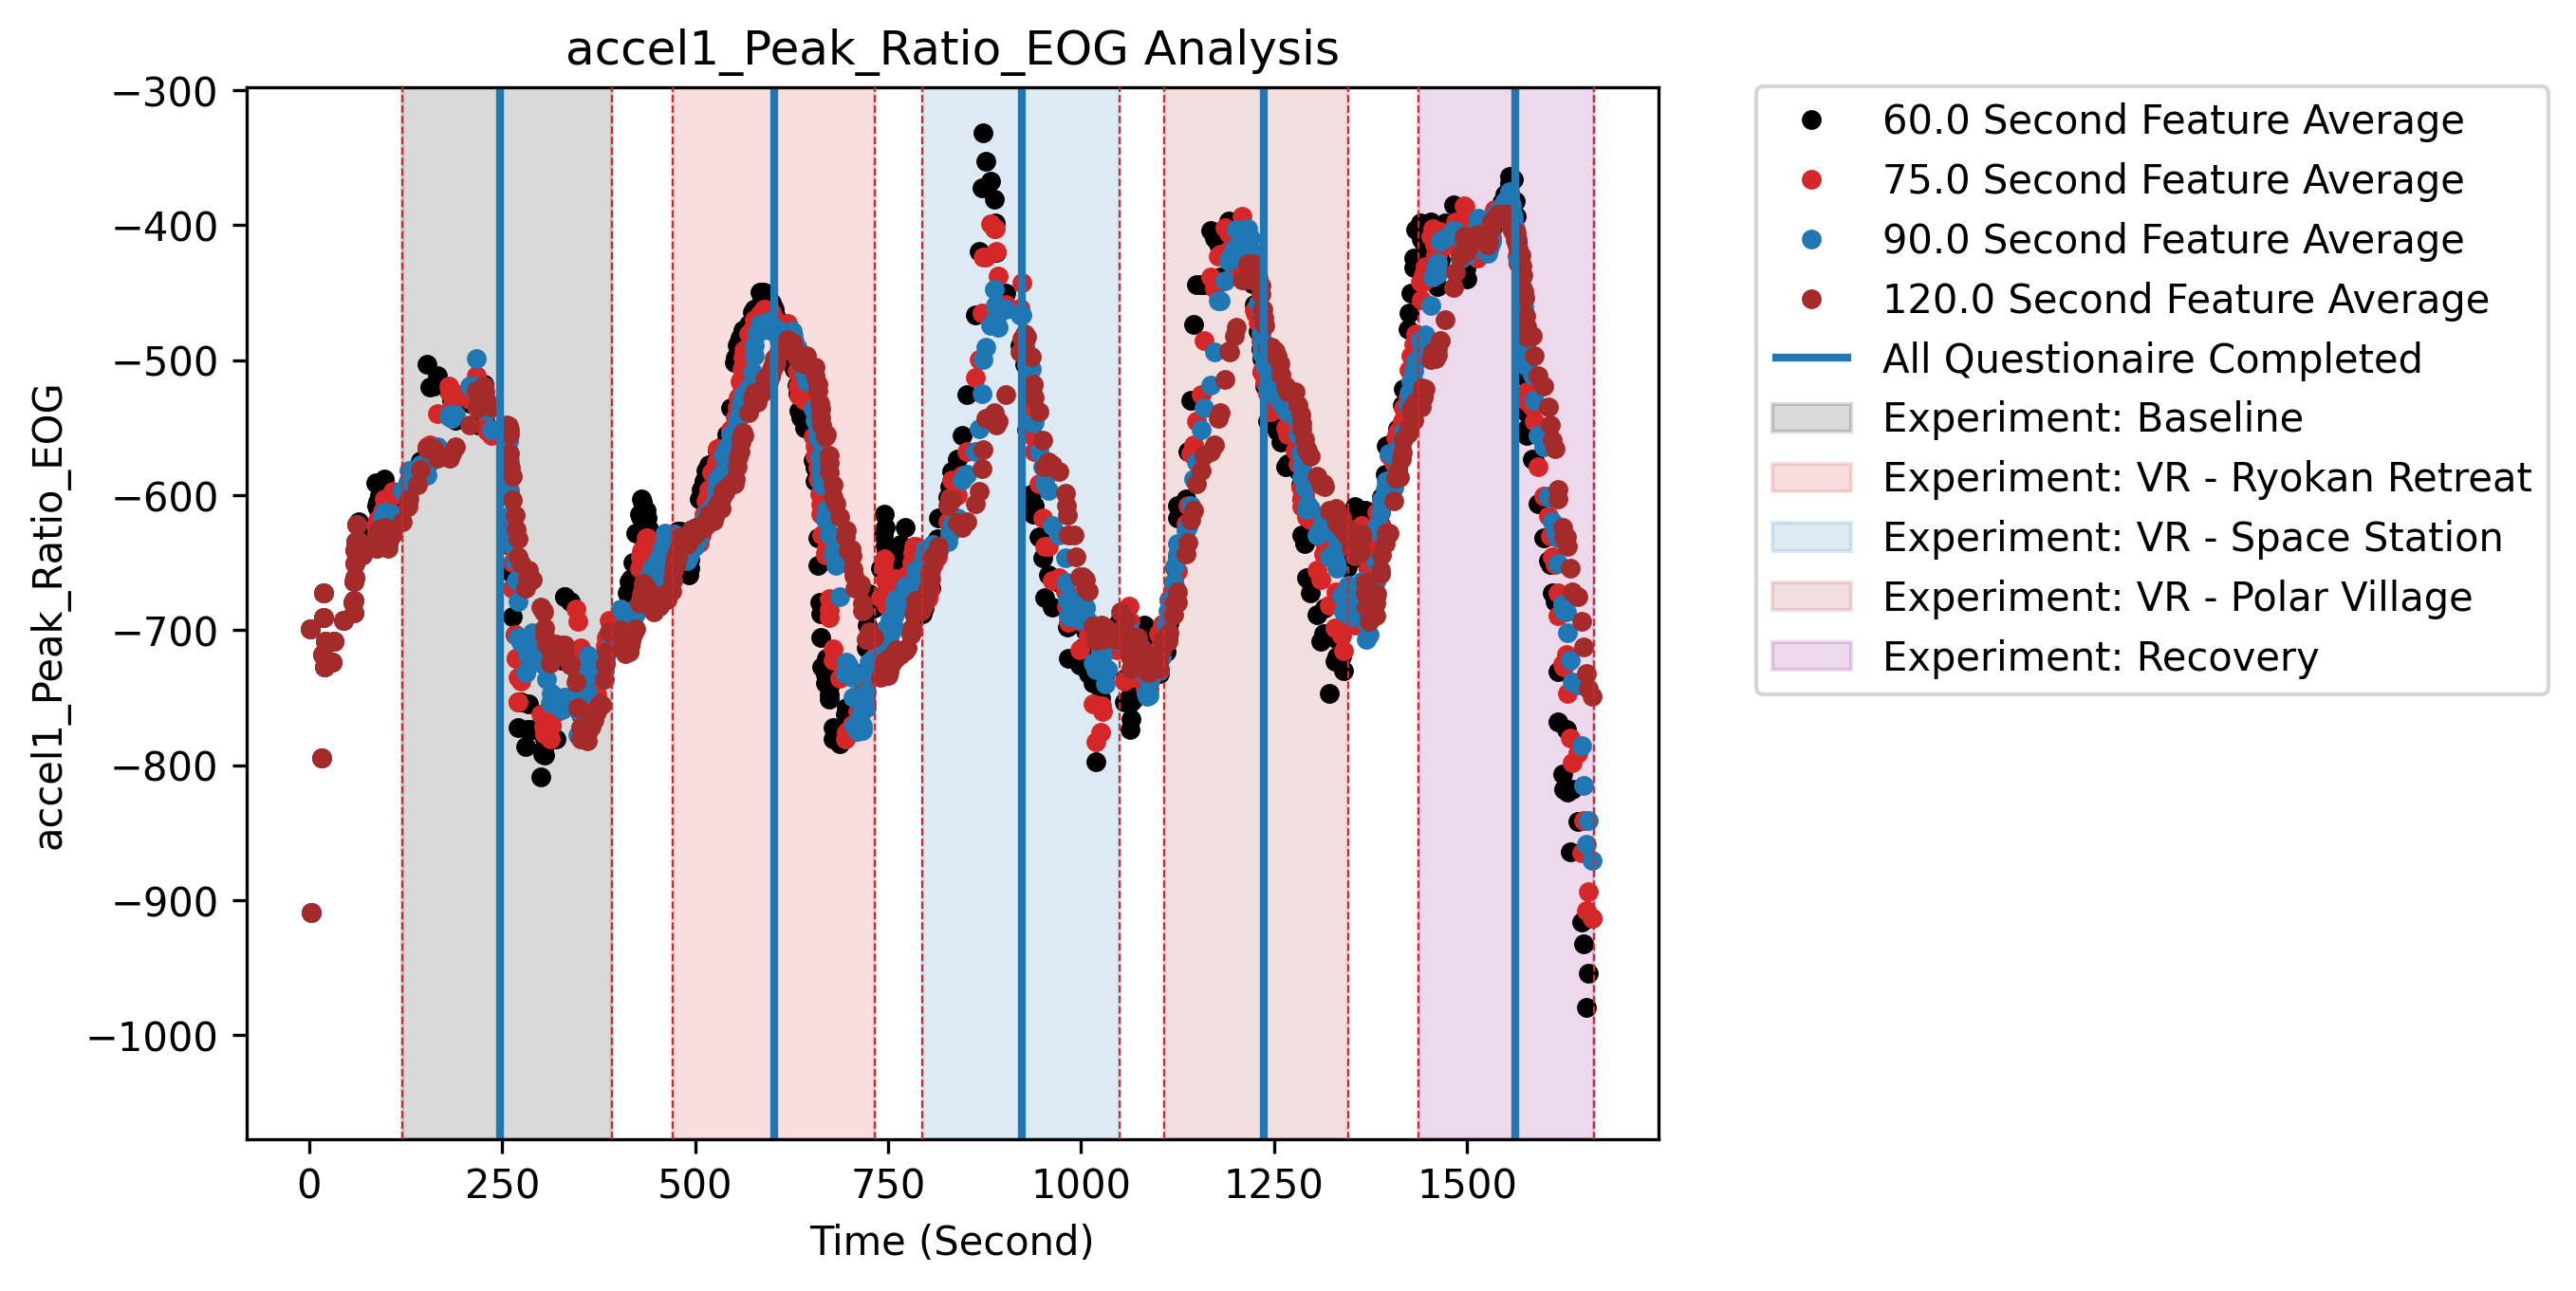 accel1_Peak_Ratio_EOG Analysis
−300
−400
−500
−600
−700
−800
−900
−1000
accel1_Peak_Ratio_EOG
0 250 500 750 1000 1250 1500
Time (Second)
60.0 Second Feature Average
75.0 Second Feature Average
90.0 Second Feature Average
120.0 Second Feature Average
All Questionaire Completed
Experiment: Baseline
Experiment: VR - Ryokan Retreat
Experiment: VR - Space Station
Experiment: VR - Polar Village
Experiment: Recovery